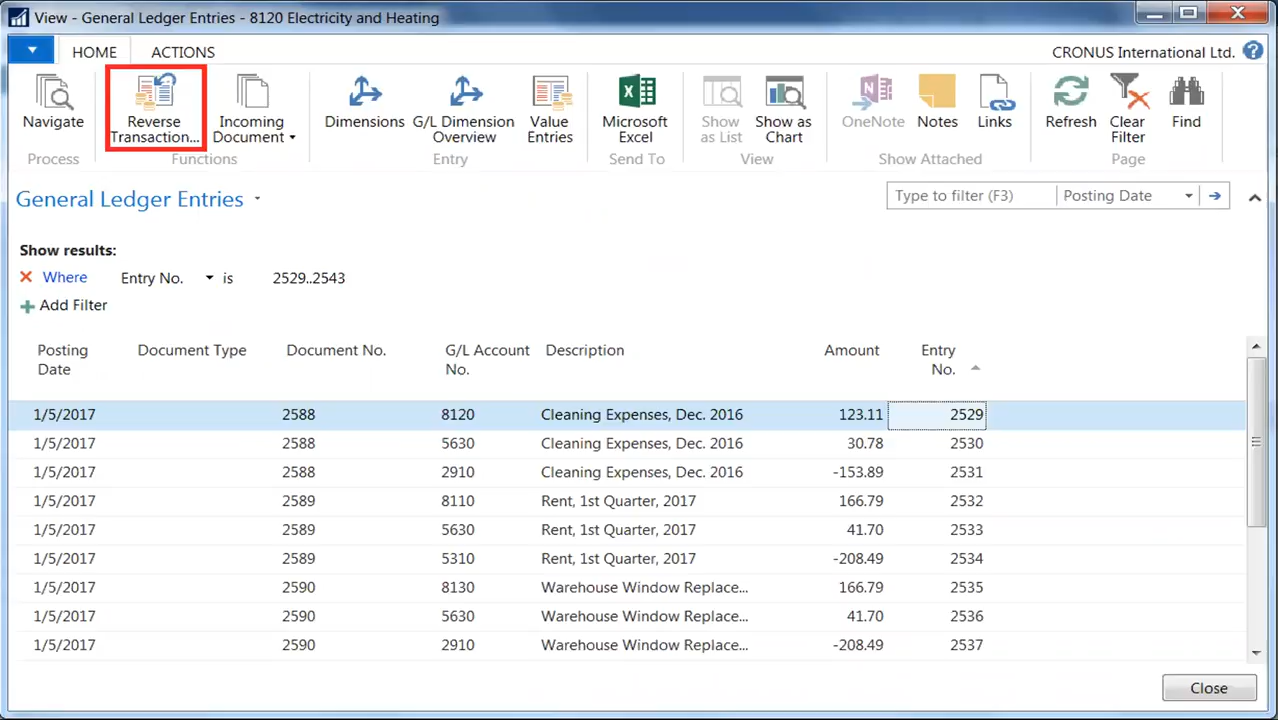 View - General Ledger Entries - 8120 Electricity and Heating
HOME ACTIONS CRONUS International Ltd.
Navigate Reverse Transaction... Incoming Document Dimensions G/L Dimension Overview Value Entries Microsoft Excel Show as List Show as Chart OneNote Notes Links Refresh Clear Filter Find
Process Functions Entry Send To View Show Attached Page
General Ledger Entries Type to filter (F3) Posting Date
Show results:
Where Entry No. is 2529..2543
Add Filter
Posting Date Document Type Document No. G/L Account No. Description Amount Entry No.
1/5/2017 2588 8120 Cleaning Expenses, Dec. 2016 123.11 2529
1/5/2017 2588 5630 Cleaning Expenses, Dec. 2016 30.78 2530
1/5/2017 2588 2910 Cleaning Expenses, Dec. 2016 -153.89 2531
1/5/2017 2589 8110 Rent, 1st Quarter, 2017 166.79 2532
1/5/2017 2589 5630 Rent, 1st Quarter, 2017 41.70 2533
1/5/2017 2589 5310 Rent, 1st Quarter, 2017 -208.49 2534
1/5/2017 2590 8130 Warehouse Window Replace... 166.79 2535
1/5/2017 2590 5630 Warehouse Window Replace... 41.70 2536
1/5/2017 2590 2910 Warehouse Window Replace... -208.49 2537
Close